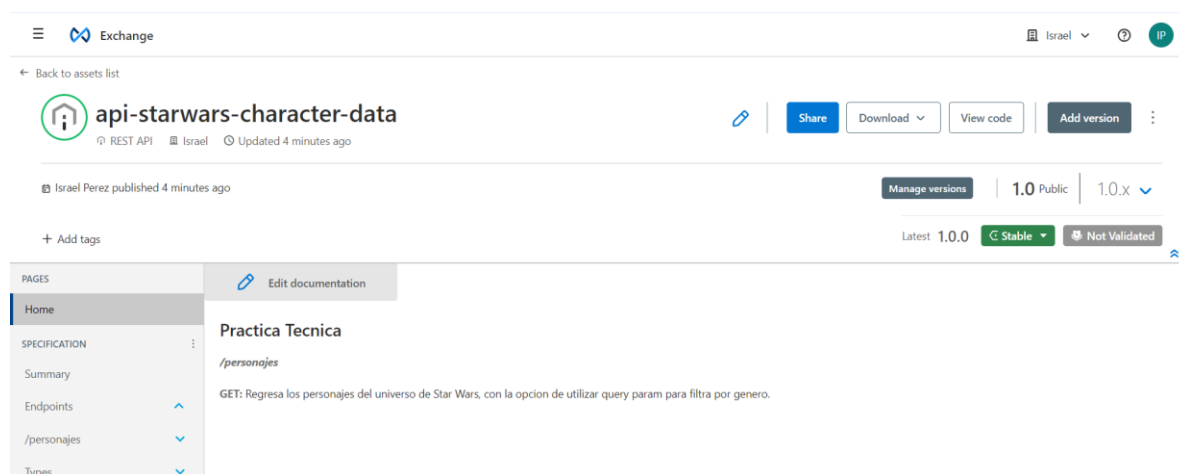 Exchange
Israel
IP
Back to assets list
api-starwars-character-data
REST API Israel Updated 4 minutes ago
Share Download View code Add version
Israel Perez published 4 minutes ago
Manage versions 1.0 Public 1.0.x
+ Add tags
Latest 1.0.0 Stable Not Validated
PAGES
Edit documentation
Home
Practica Tecnica
SPECIFICATION
/personajes
Summary
GET: Regresa los personajes del universo de Star Wars, con la opcion de utilizar query param para filtra por genero.
Endpoints
/personajes
Types